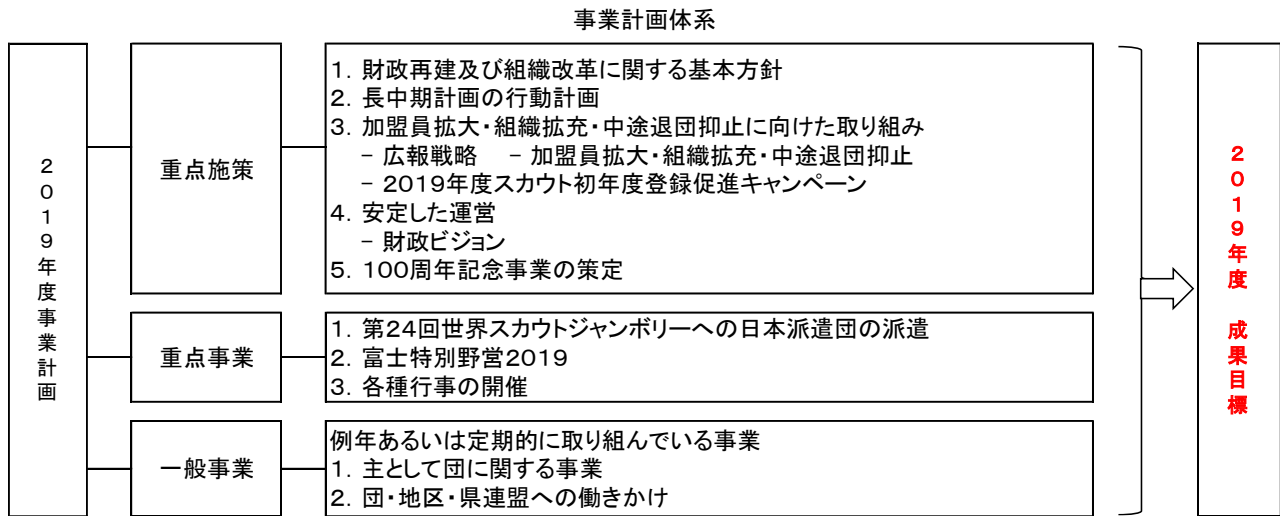 事業計画体系
2019年度事業計画
重点施策
1．財政再建及び組織改革に関する基本方針
2．長中期計画の行動計画
3．加盟員拡大・組織拡充・中途退団抑止に向けた取り組み
－ 広報戦略　－ 加盟員拡大・組織拡充・中途退団抑止
－ 2019年度スカウト初年度登録促進キャンペーン
4．安定した運営
－ 財政ビジョン
5．100周年記念事業の策定
重点事業
1．第24回世界スカウトジャンボリーへの日本派遣団の派遣
2．富士特別野営2019
3．各種行事の開催
一般事業
例年あるいは定期的に取り組んでいる事業
1．主として団に関する事業
2．団・地区・県連盟への働きかけ
2019年度　成果目標